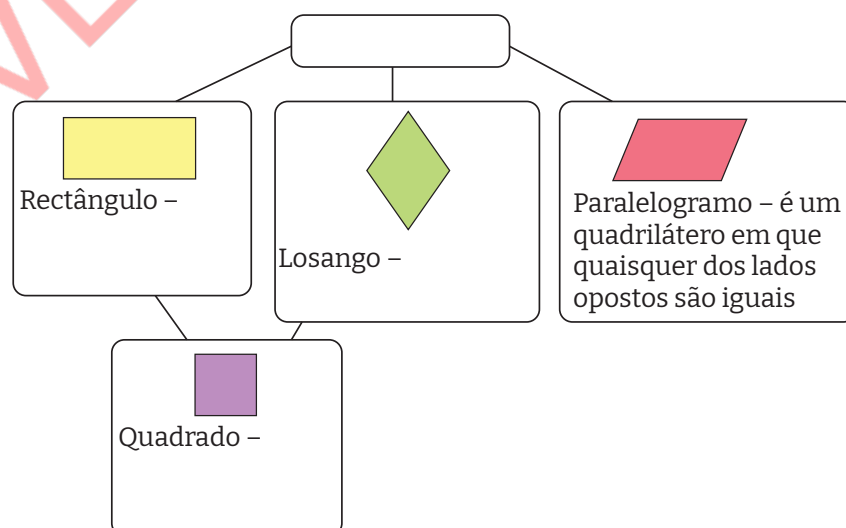 Rectângulo –
Losango –
Paralelogramo – é um
quadrilátero em que
quaisquer dos lados
opostos são iguais
Quadrado –